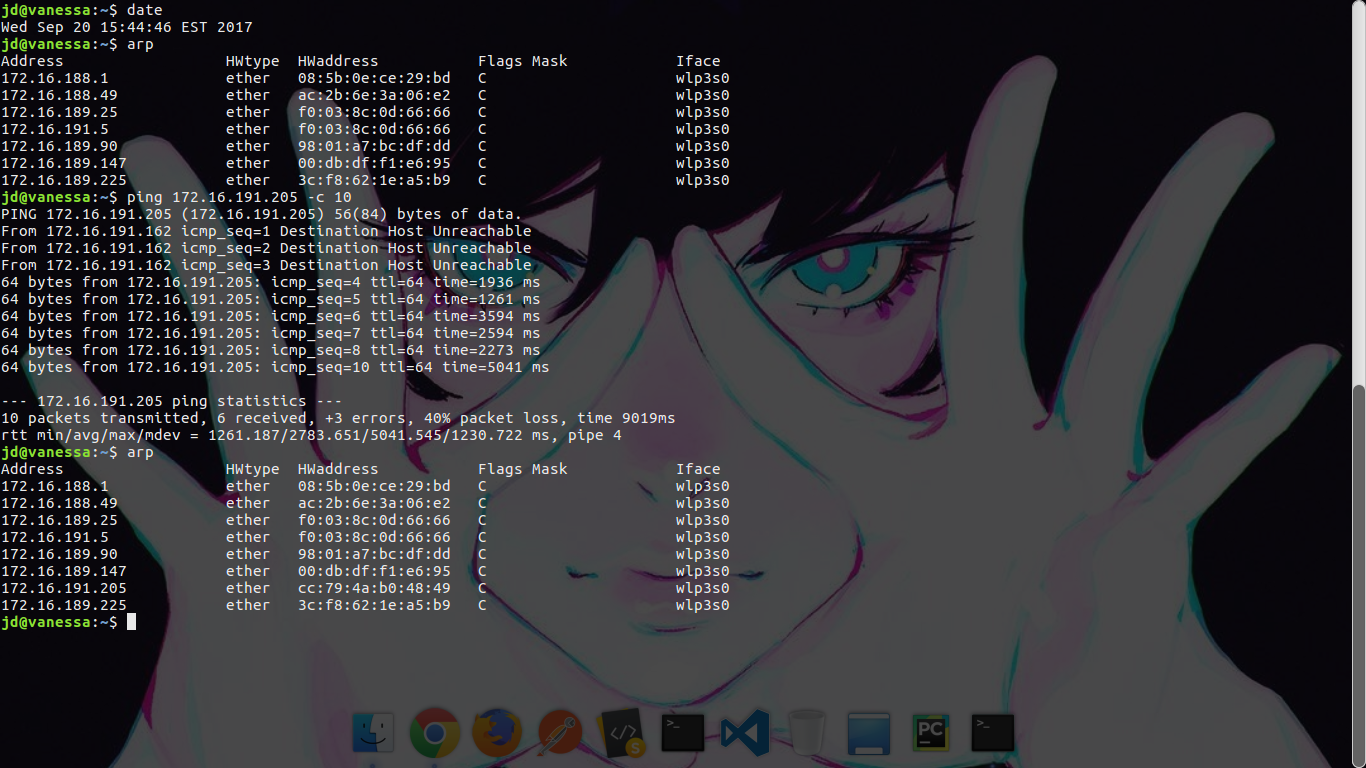 jd@vanessa:~$ date
Wed Sep 20 15:44:46 EST 2017
jd@vanessa:~$ arp
Address                  HWtype  HWaddress           Flags Mask            Iface
172.16.188.1             ether   08:5b:0e:ce:29:bd   C                     wlp3s0
172.16.188.49            ether   ac:2b:6e:3a:06:e2   C                     wlp3s0
172.16.189.25            ether   f0:03:8c:0d:66:66   C                     wlp3s0
172.16.191.5             ether   f0:03:8c:0d:66:66   C                     wlp3s0
172.16.189.90            ether   98:01:a7:bc:df:dd   C                     wlp3s0
172.16.189.147           ether   00:db:df:f1:e6:95   C                     wlp3s0
172.16.189.225           ether   3c:f8:62:1e:a5:b9   C                     wlp3s0
jd@vanessa:~$ ping 172.16.191.205 -c 10
PING 172.16.191.205 (172.16.191.205) 56(84) bytes of data.
From 172.16.191.162 icmp_seq=1 Destination Host Unreachable
From 172.16.191.162 icmp_seq=2 Destination Host Unreachable
From 172.16.191.162 icmp_seq=3 Destination Host Unreachable
64 bytes from 172.16.191.205: icmp_seq=4 ttl=64 time=1936 ms
64 bytes from 172.16.191.205: icmp_seq=5 ttl=64 time=1261 ms
64 bytes from 172.16.191.205: icmp_seq=6 ttl=64 time=3594 ms
64 bytes from 172.16.191.205: icmp_seq=7 ttl=64 time=2594 ms
64 bytes from 172.16.191.205: icmp_seq=8 ttl=64 time=2273 ms
64 bytes from 172.16.191.205: icmp_seq=10 ttl=64 time=5041 ms
--- 172.16.191.205 ping statistics ---
10 packets transmitted, 6 received, +3 errors, 40% packet loss, time 9019ms
rtt min/avg/max/mdev = 1261.187/2783.651/5041.545/1230.722 ms, pipe 4
jd@vanessa:~$ arp
Address                  HWtype  HWaddress           Flags Mask            Iface
172.16.188.1             ether   08:5b:0e:ce:29:bd   C                     wlp3s0
172.16.188.49            ether   ac:2b:6e:3a:06:e2   C                     wlp3s0
172.16.189.25            ether   f0:03:8c:0d:66:66   C                     wlp3s0
172.16.191.5             ether   f0:03:8c:0d:66:66   C                     wlp3s0
172.16.189.90            ether   98:01:a7:bc:df:dd   C                     wlp3s0
172.16.189.147           ether   00:db:df:f1:e6:95   C                     wlp3s0
172.16.191.205           ether   cc:79:4a:b0:48:49   C                     wlp3s0
172.16.189.225           ether   3c:f8:62:1e:a5:b9   C                     wlp3s0
jd@vanessa:~$
>_
</>
S
PC
>_